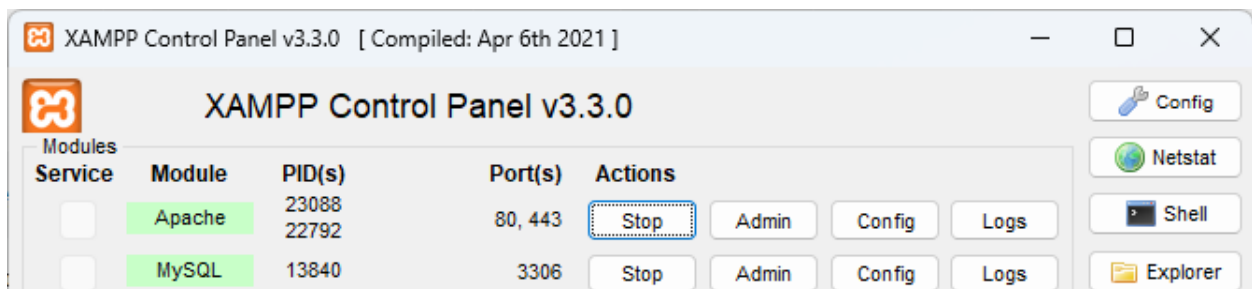 XAMPP Control Panel v3.3.0 [ Compiled: Apr 6th 2021 ]
XAMPP Control Panel v3.3.0
Config
Modules
Netstat
Service Module PID(s) Port(s) Actions
Apache 23088 22792 80, 443 Stop Admin Config Logs
Shell
MySQL 13840 3306 Stop Admin Config Logs
Explorer